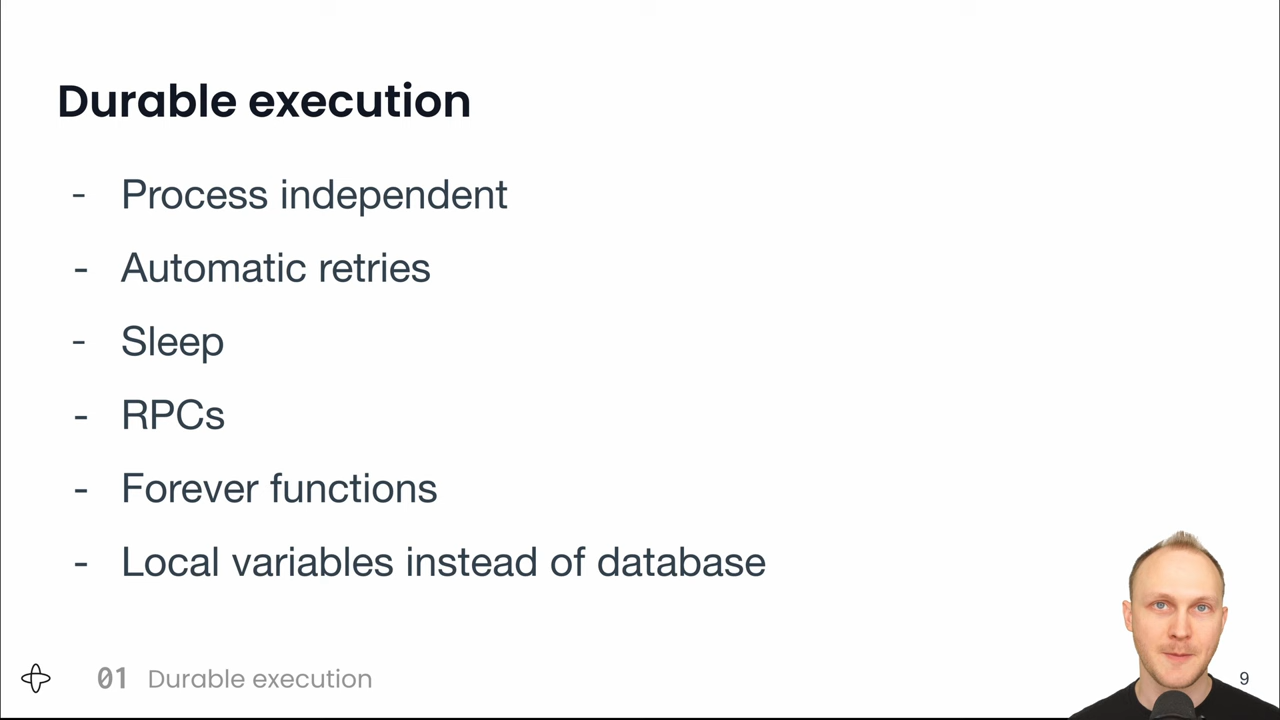 Durable execution
- Process independent
- Automatic retries
- Sleep
- RPCs
- Forever functions
- Local variables instead of database
01 Durable execution
9